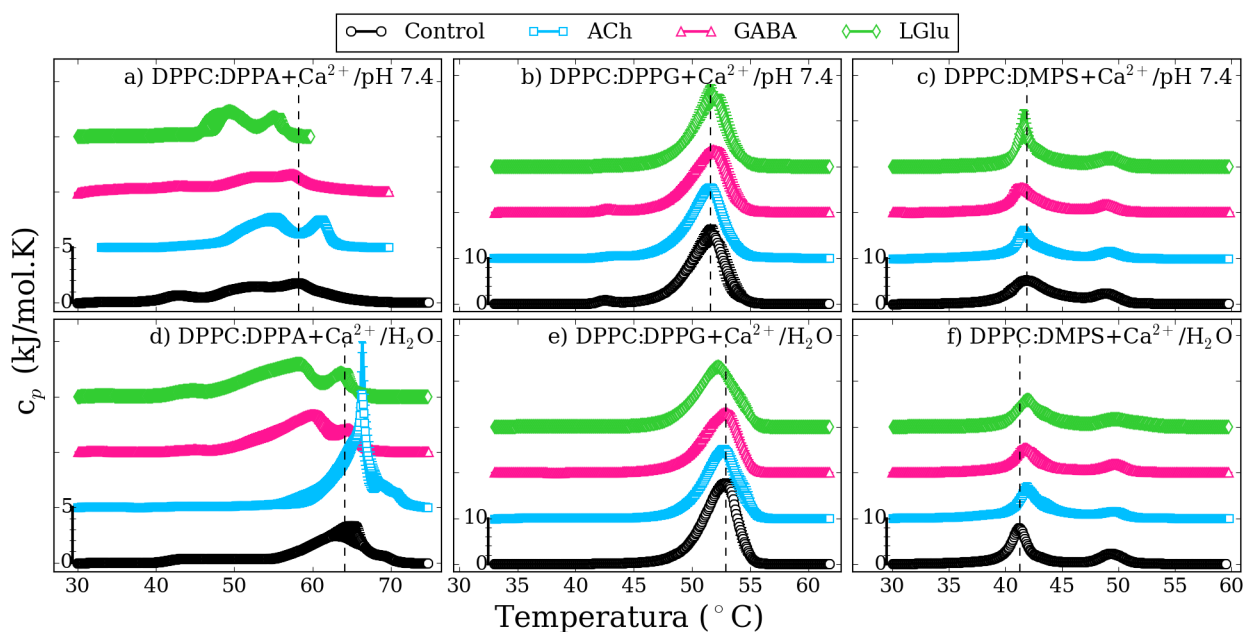 Control ACh GABA LGlu
a) DPPC:DPPA+Ca²⁺/pH 7.4
b) DPPC:DPPG+Ca²⁺/pH 7.4
c) DPPC:DMPS+Ca²⁺/pH 7.4
5
0
10
0
10
0
d) DPPC:DPPA+Ca²⁺/H₂O
e) DPPC:DPPG+Ca²⁺/H₂O
f) DPPC:DMPS+Ca²⁺/H₂O
5
0
10
0
10
0
c_p (kJ/mol.K)
30 40 50 60 70
30 35 40 45 50 55 60
30 35 40 45 50 55 60
Temperatura (°C)